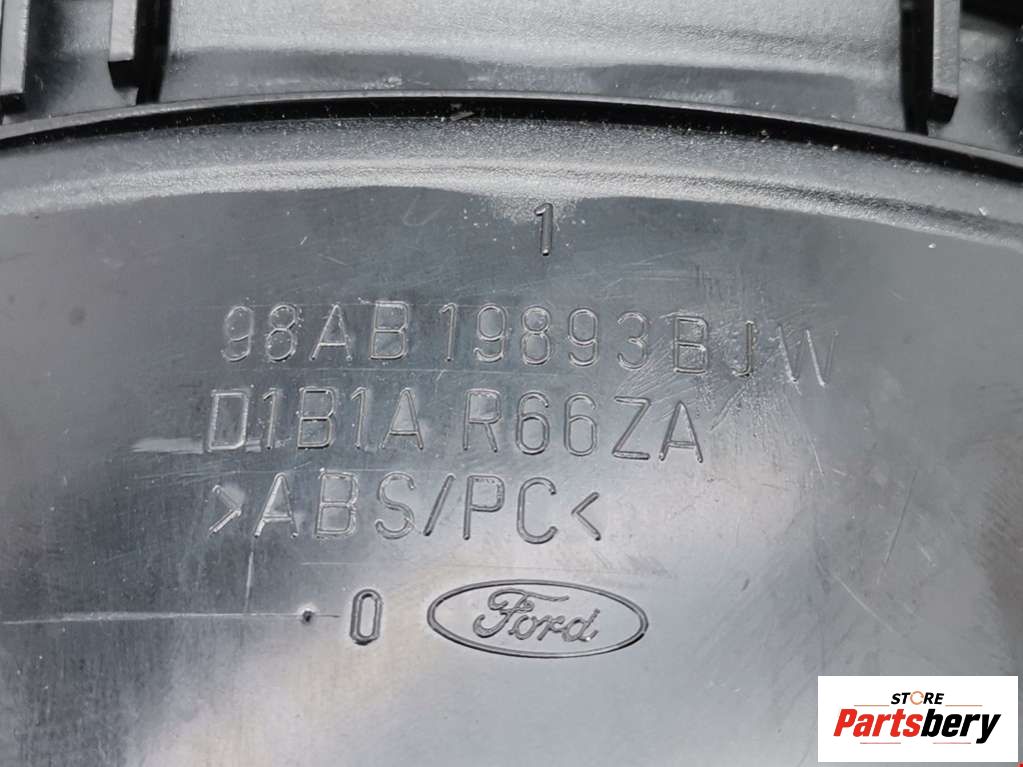 1
98AB 19893BJW
D1B1A R66ZA
>ABS/PC<
0 Ford
STORE
Partsbery